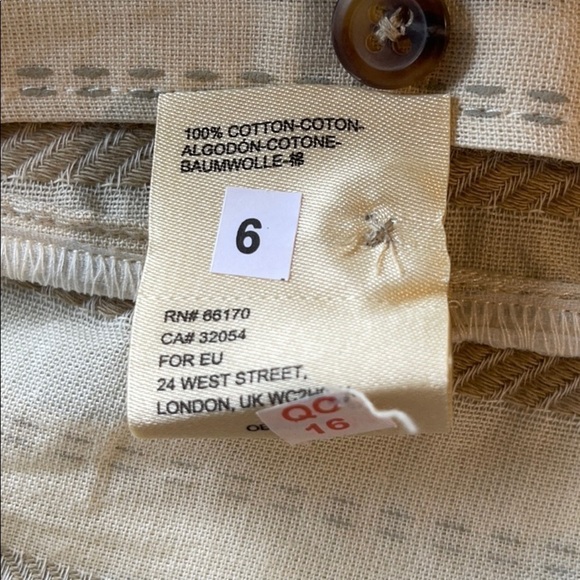 100% COTTON-COTON-
ALGODÓN-COTONE-
BAUMWOLLE-棉
6
RN# 66170
CA# 32054
FOR EU
24 WEST STREET,
LONDON, UK
QC
16